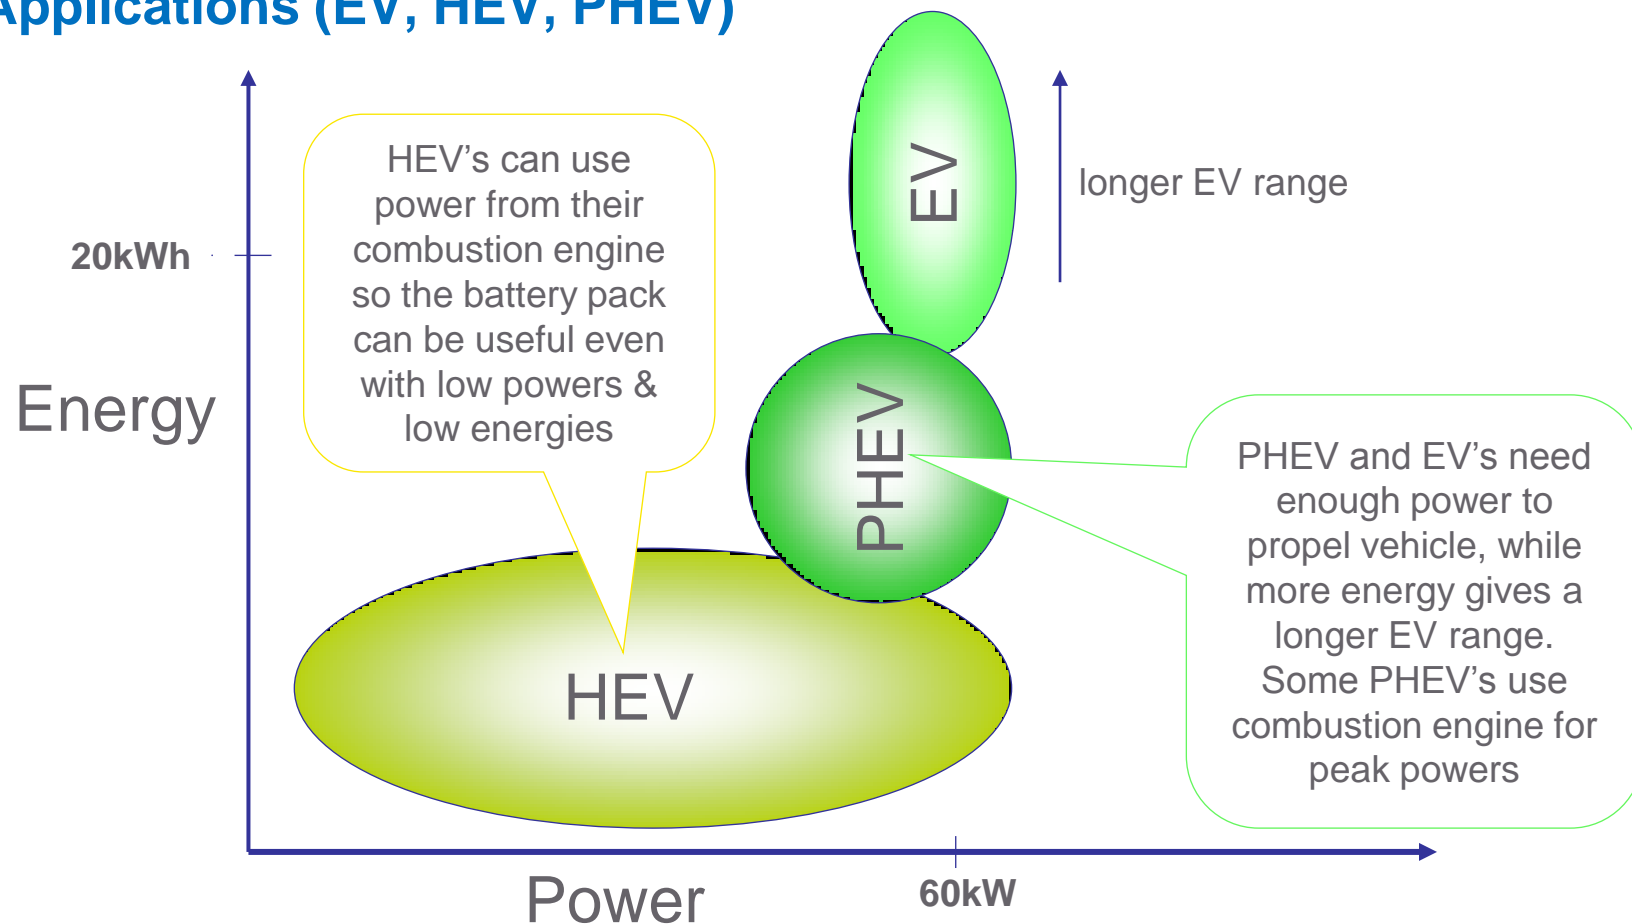 Applications (EV, HEV, PHEV)
HEV’s can use
power from their
combustion engine
so the battery pack
can be useful even
with low powers &
low energies
EV
longer EV range
20kWh
Energy
PHEV
PHEV and EV’s need
enough power to
propel vehicle, while
more energy gives a
longer EV range.
Some PHEV’s use
combustion engine for
peak powers
HEV
Power
60kW